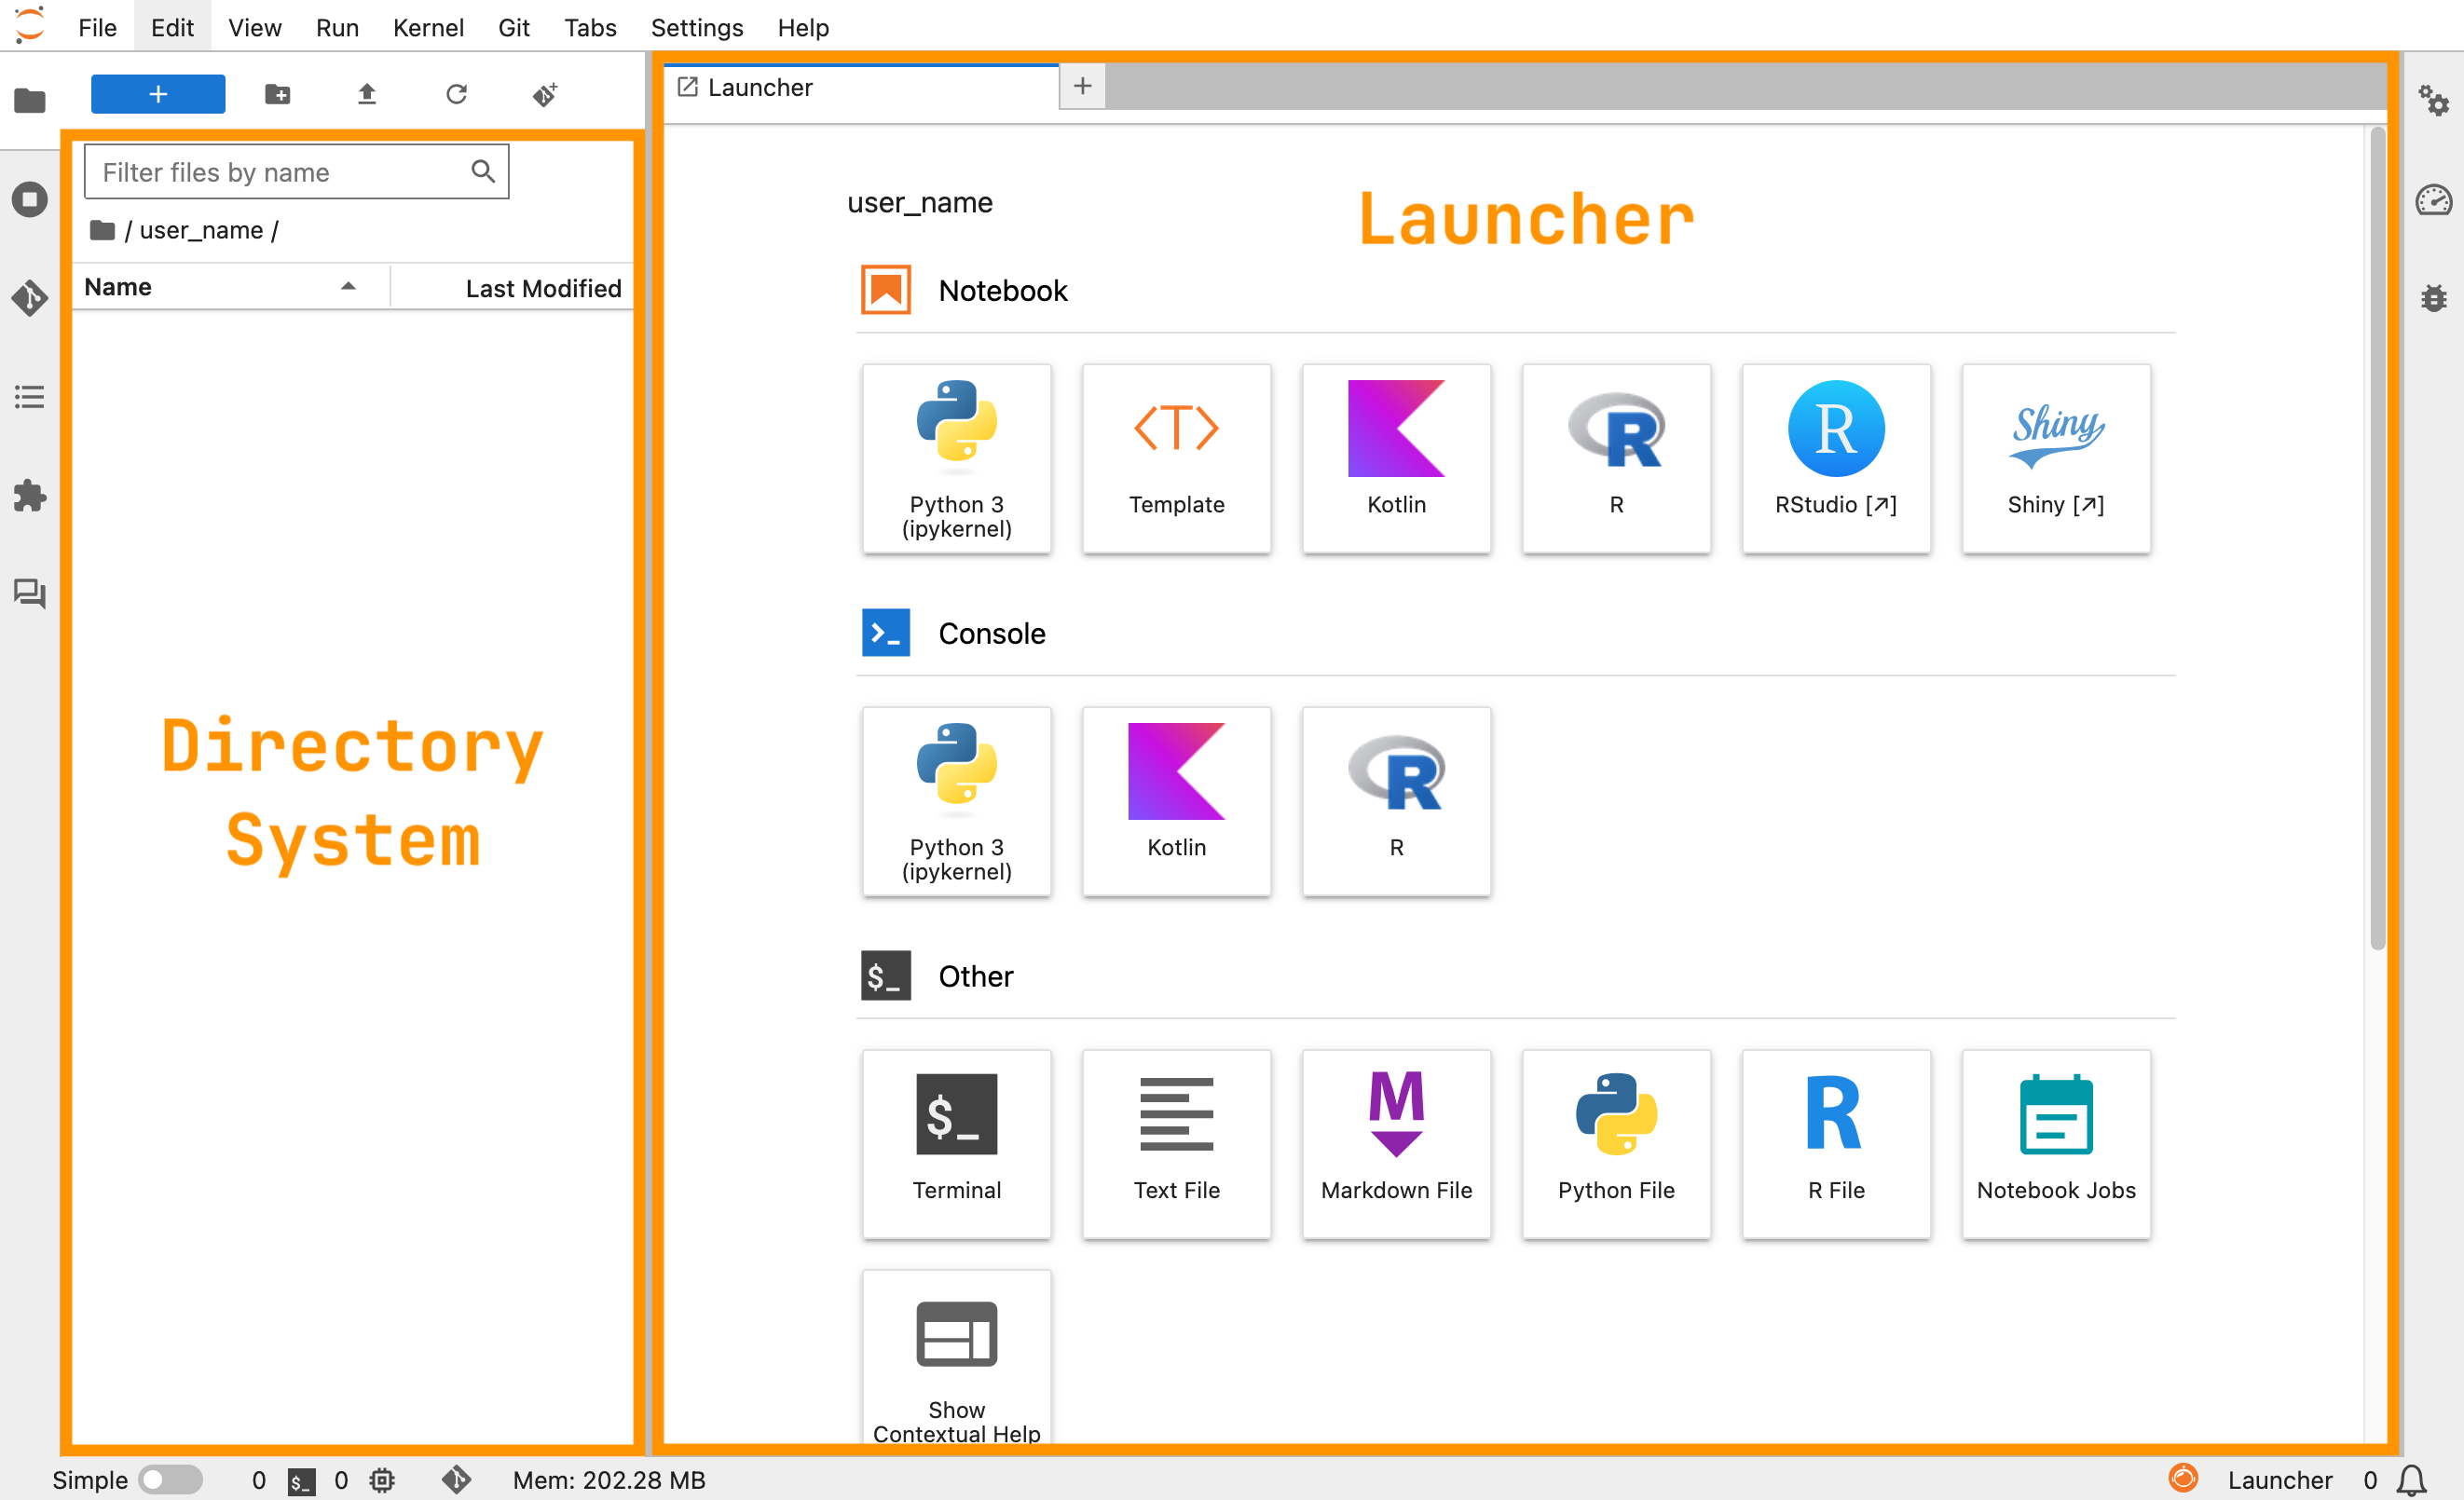 File Edit View Run Kernel Git Tabs Settings Help
Launcher
Filter files by name
/ user_name /
Name Last Modified
Directory
System
user_name
Launcher
Notebook
Python 3
(ipykernel)
Template
Kotlin
R
RStudio [↗]
Shiny
Shiny [↗]
Console
Python 3
(ipykernel)
Kotlin
R
Other
$_
Terminal
Text File
Markdown File
Python File
R File
Notebook Jobs
Show
Contextual Help
Simple 0 $_ 0 Mem: 202.28 MB Launcher 0